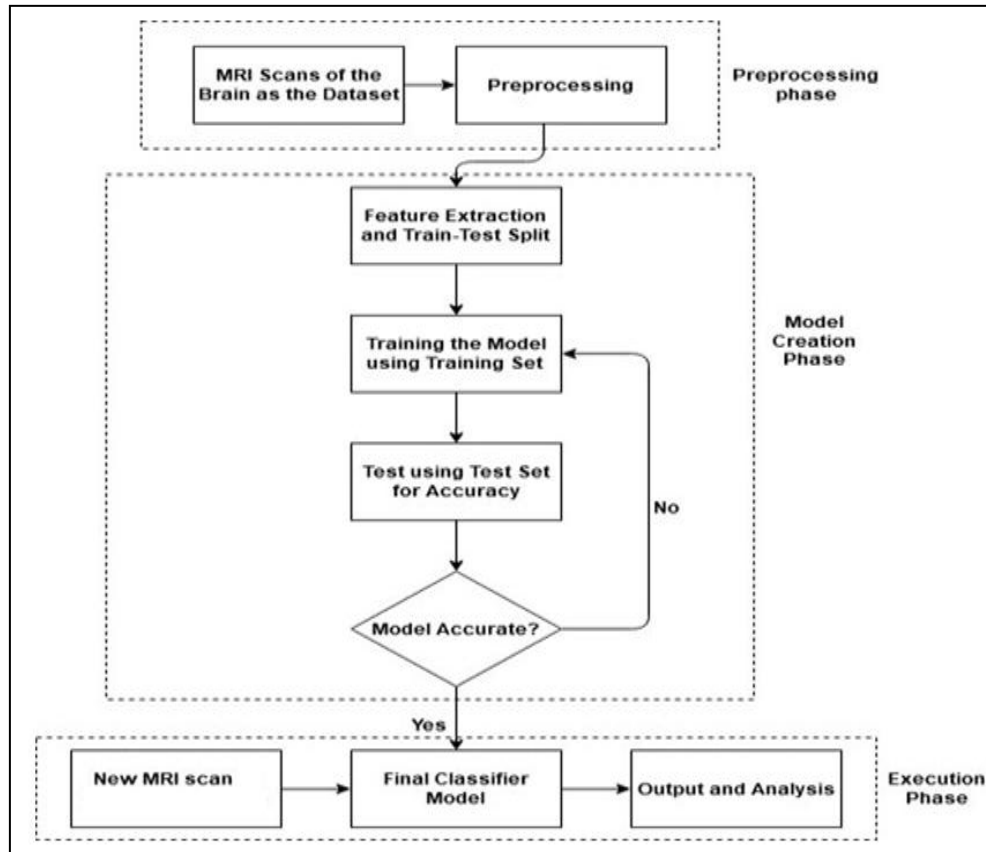 MRI Scans of the
Brain as the Dataset
Preprocessing
Preprocessing
phase
Feature Extraction
and Train-Test Split
Training the Model
using Training Set
Model
Creation
Phase
Test using Test Set
for Accuracy
No
Model Accurate?
Yes
New MRI scan
Final Classifier
Model
Output and Analysis
Execution
Phase